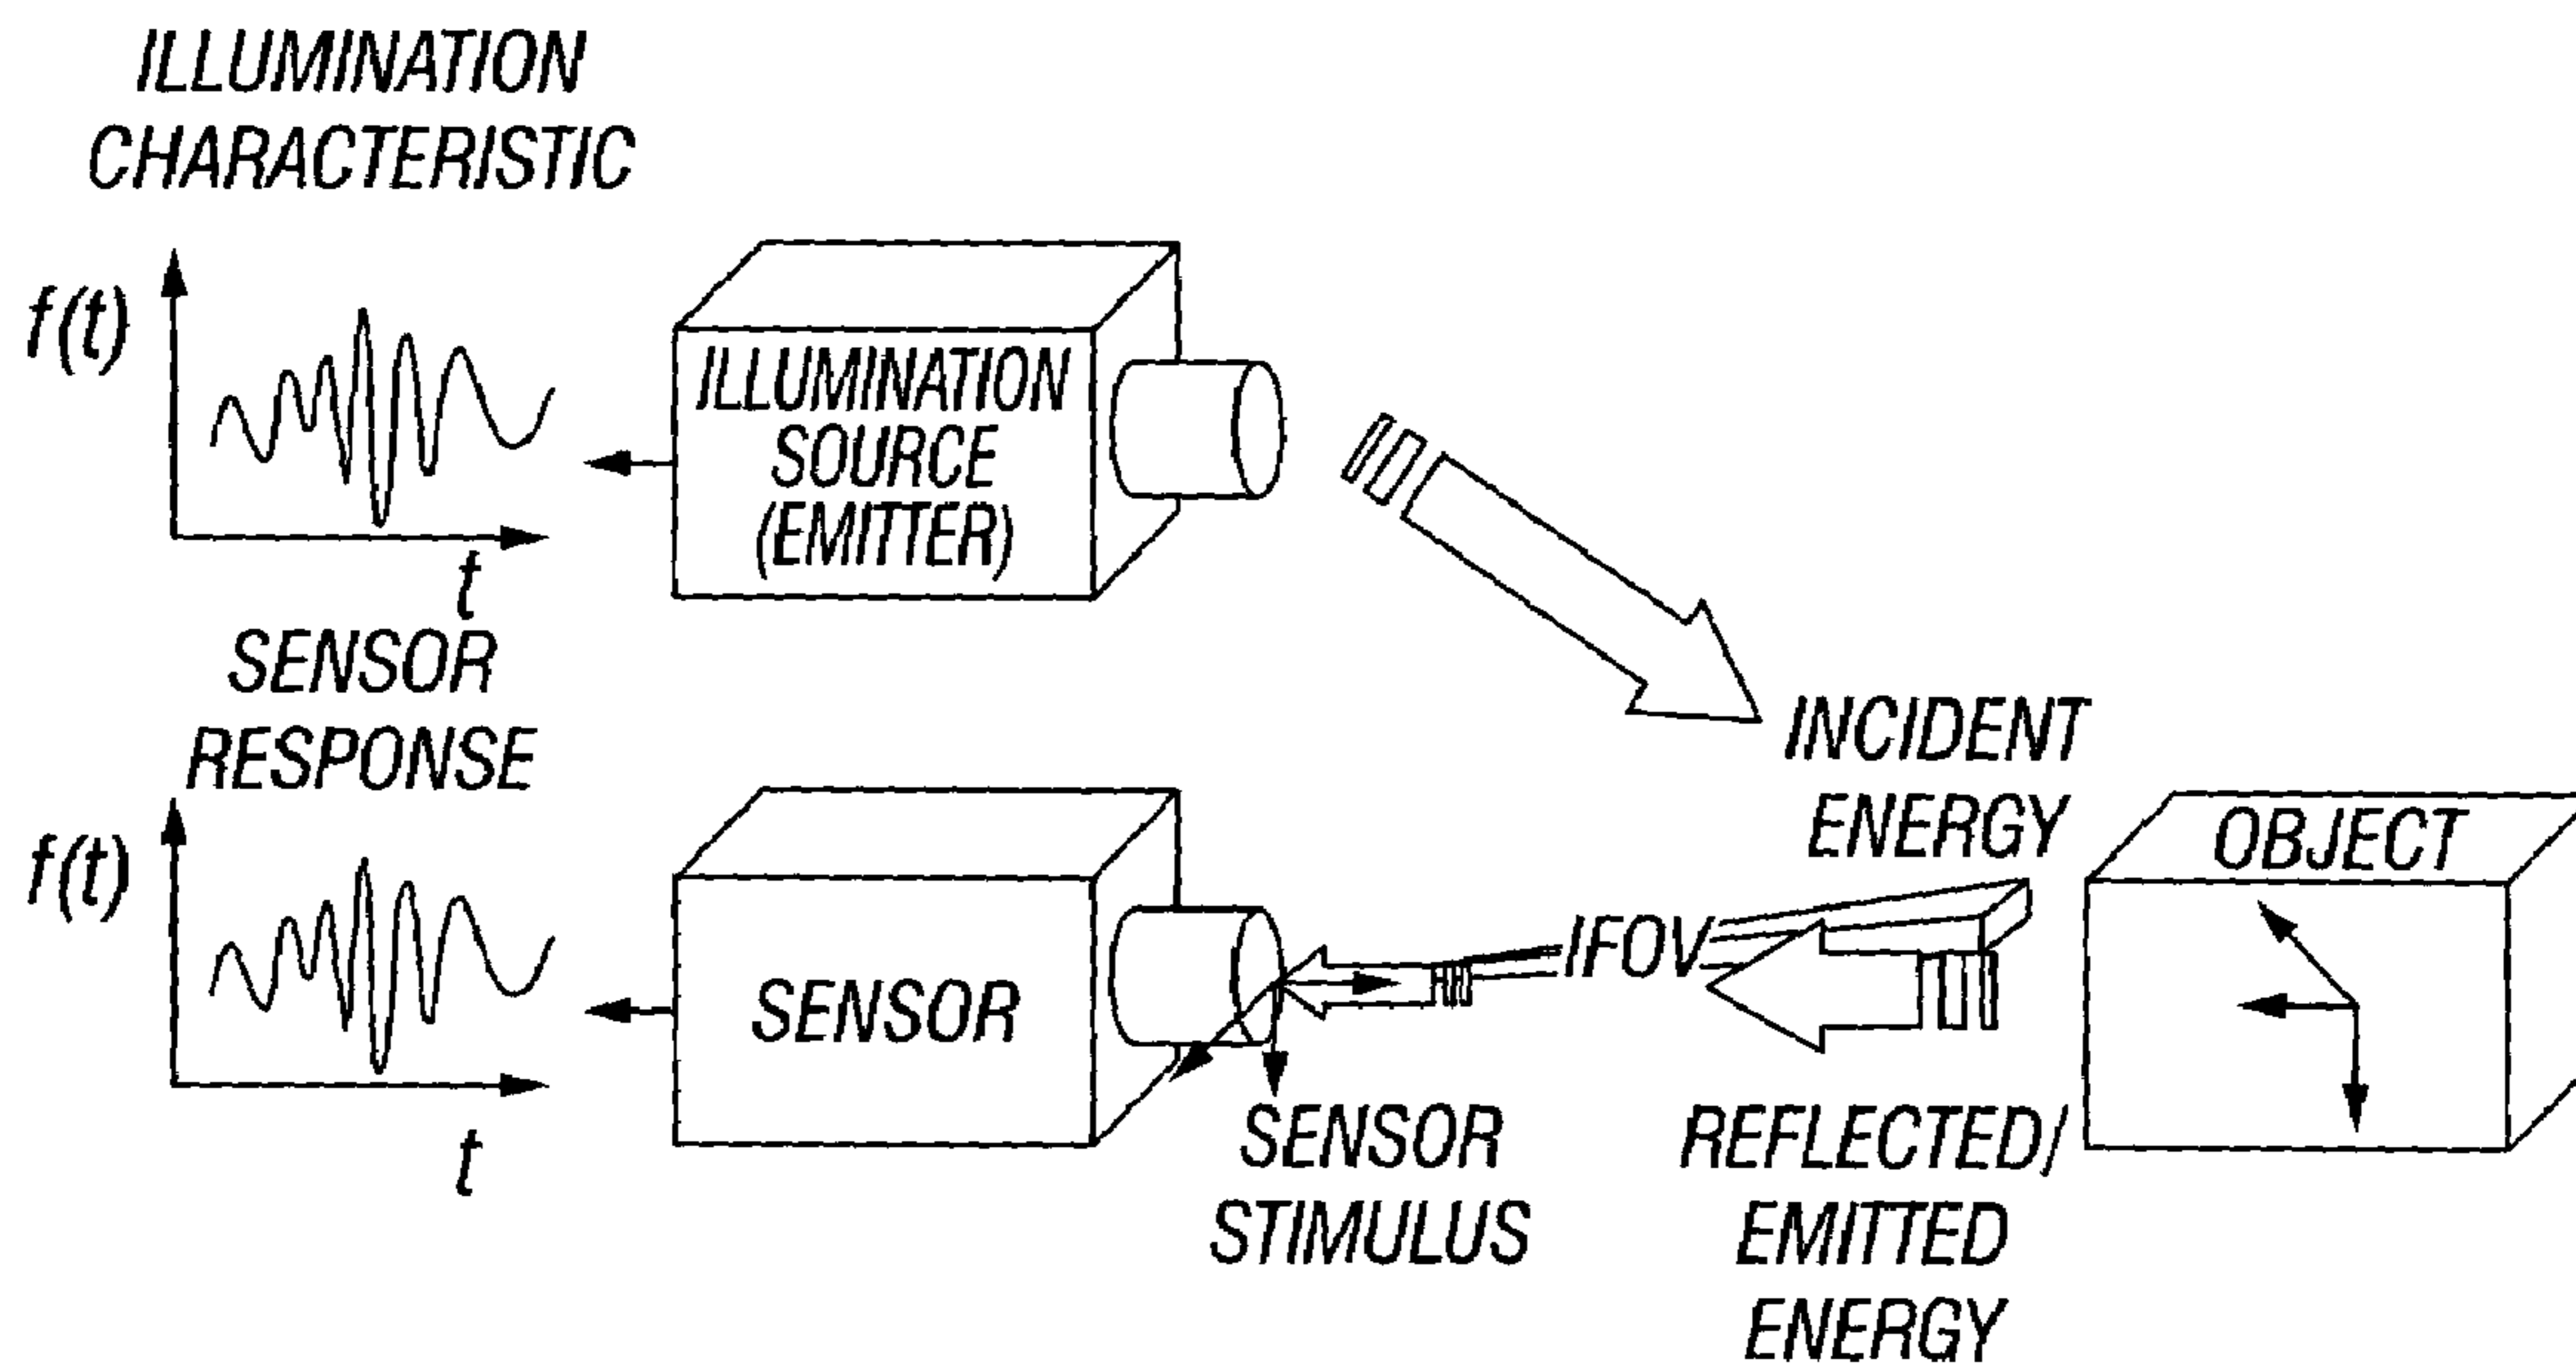 ILLUMINATION
CHARACTERISTIC
f(t)
t
ILLUMINATION
SOURCE
(EMITTER)
SENSOR
RESPONSE
f(t)
t
SENSOR
SENSOR
STIMULUS
IFOV
INCIDENT
ENERGY
OBJECT
REFLECTED/
EMITTED
ENERGY